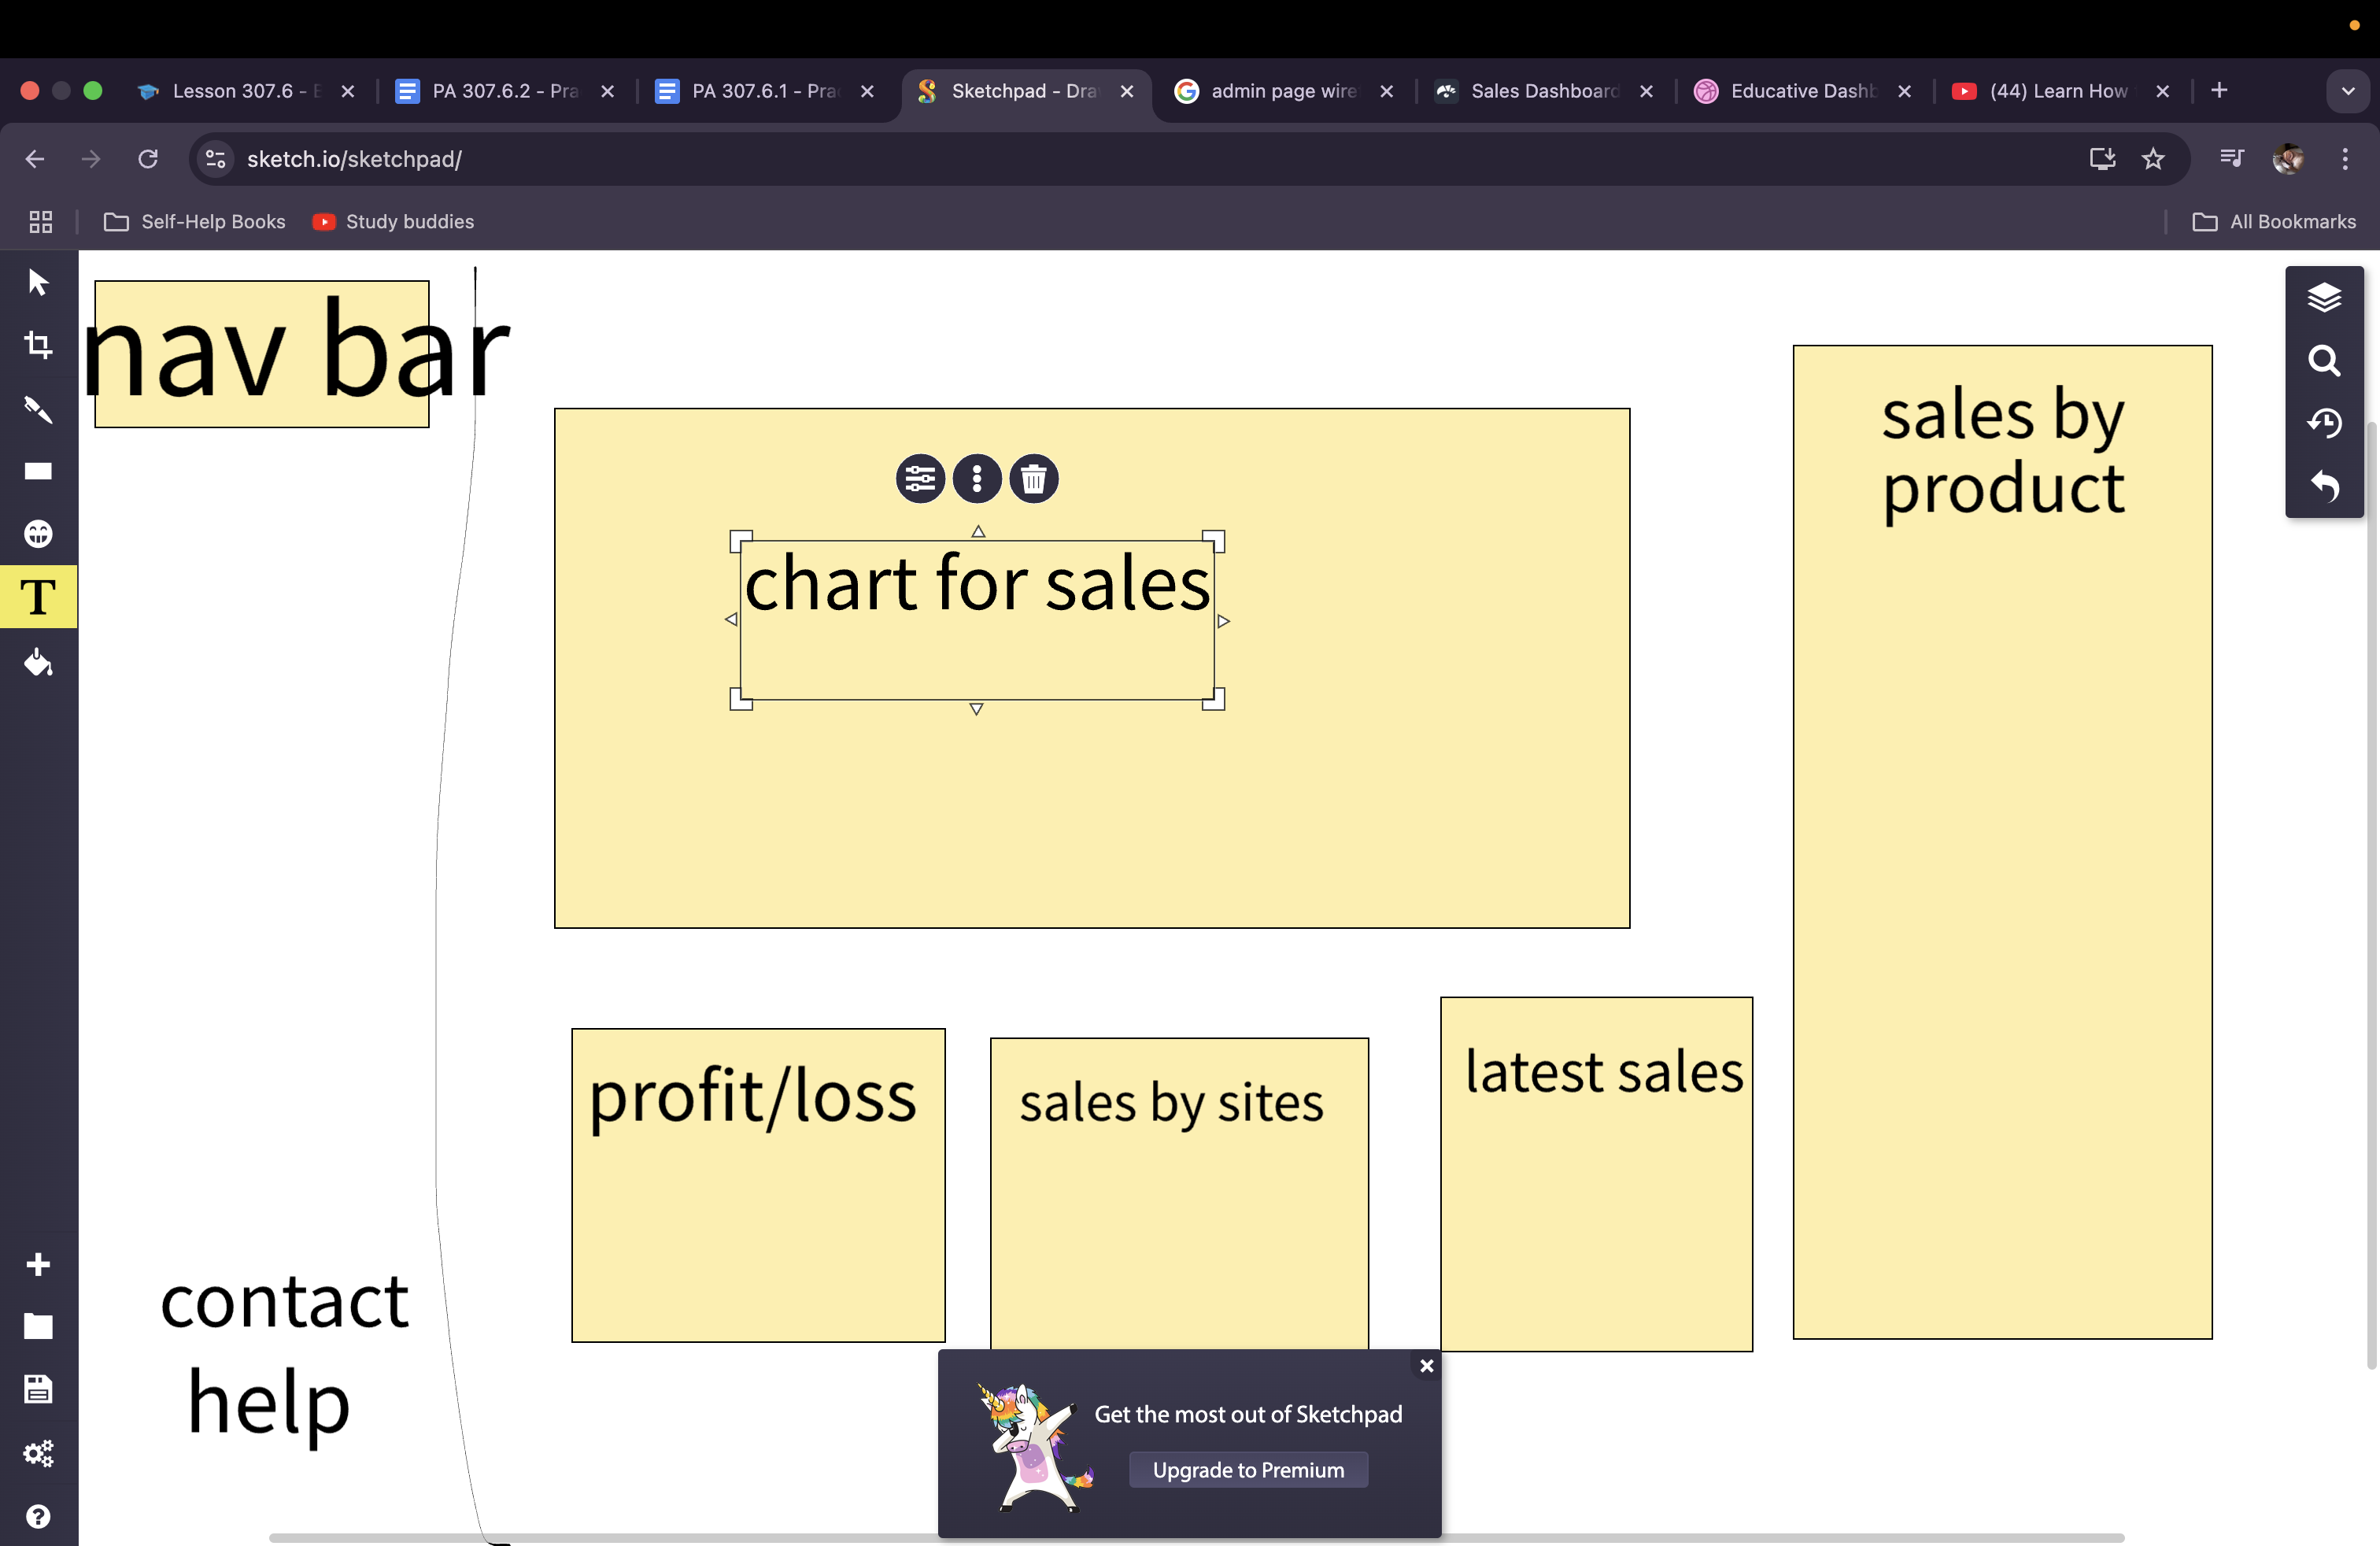 Lesson 307.6 -
PA 307.6.2 - Pra
PA 307.6.1 - Prac
Sketchpad - Dra
admin page wire
Sales Dashboard
Educative Dashb
(44) Learn How
sketch.io/sketchpad/
Self-Help Books
Study buddies
All Bookmarks
nav bar
sales by
product
chart for sales
T
profit/loss
sales by sites
latest sales
contact
help
Get the most out of Sketchpad
Upgrade to Premium